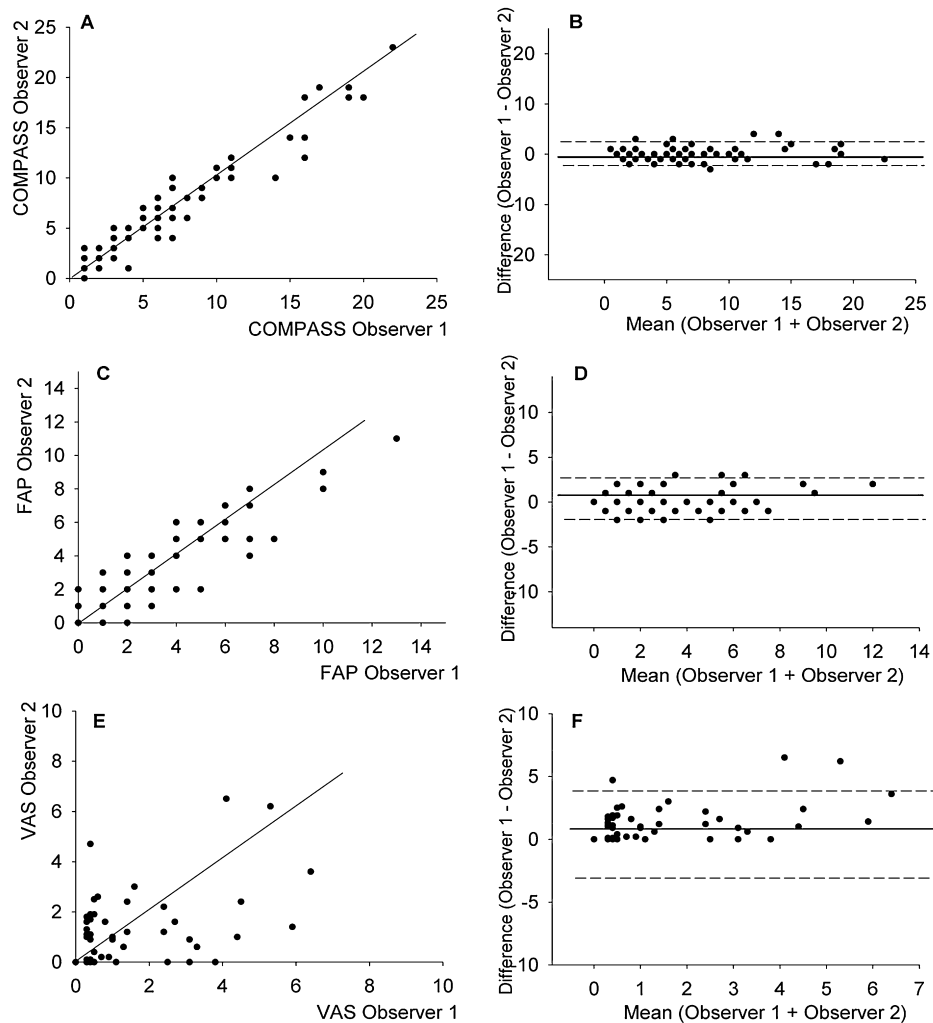 A
COMPASS Observer 2
25
20
15
10
5
0
0 5 10 15 20 25
COMPASS Observer 1
B
Difference (Observer 1 - Observer 2)
20
10
0
-10
-20
0 5 10 15 20 25
Mean (Observer 1 + Observer 2)
C
FAP Observer 2
14
12
10
8
6
4
2
0
0 2 4 6 8 10 12 14
FAP Observer 1
D
Difference (Observer 1 - Observer 2)
10
5
0
-5
-10
0 2 4 6 8 10 12 14
Mean (Observer 1 + Observer 2)
E
VAS Observer 2
10
8
6
4
2
0
0 2 4 6 8 10
VAS Observer 1
F
Difference (Observer 1 - Observer 2)
10
5
0
-5
-10
0 1 2 3 4 5 6 7
Mean (Observer 1 + Observer 2)